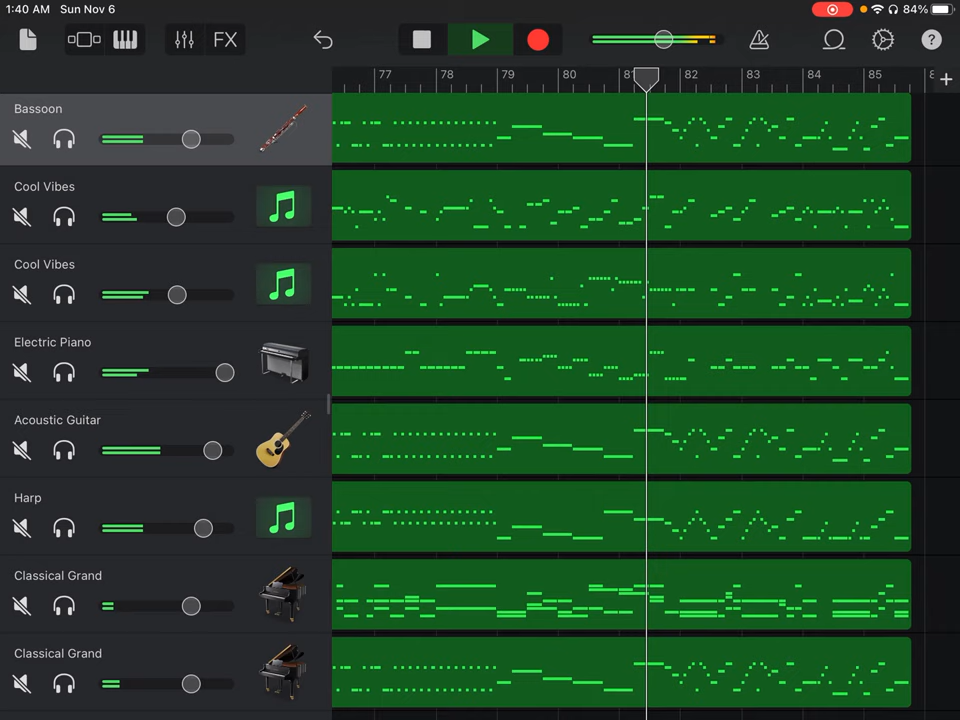 1:40 AM Sun Nov 6 84%
FX ?
77 78 79 80 81 82 83 84 85 +
Bassoon
Cool Vibes
Cool Vibes
Electric Piano
Acoustic Guitar
Harp
Classical Grand
Classical Grand